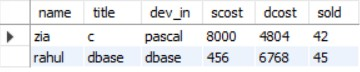 name title dev_in scost dcost sold
zia c pascal 8000 4804 42
rahul dbase dbase 456 6768 45